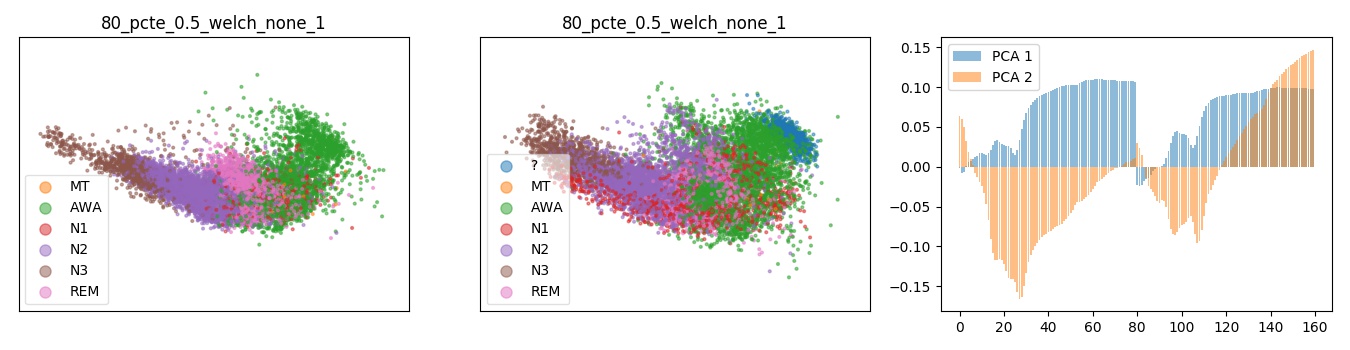 80_pcte_0.5_welch_none_1
MT
AWA
N1
N2
N3
REM
80_pcte_0.5_welch_none_1
?
MT
AWA
N1
N2
N3
REM
PCA 1
PCA 2
0.15
0.10
0.05
0.00
−0.05
−0.10
−0.15
0 20 40 60 80 100 120 140 160